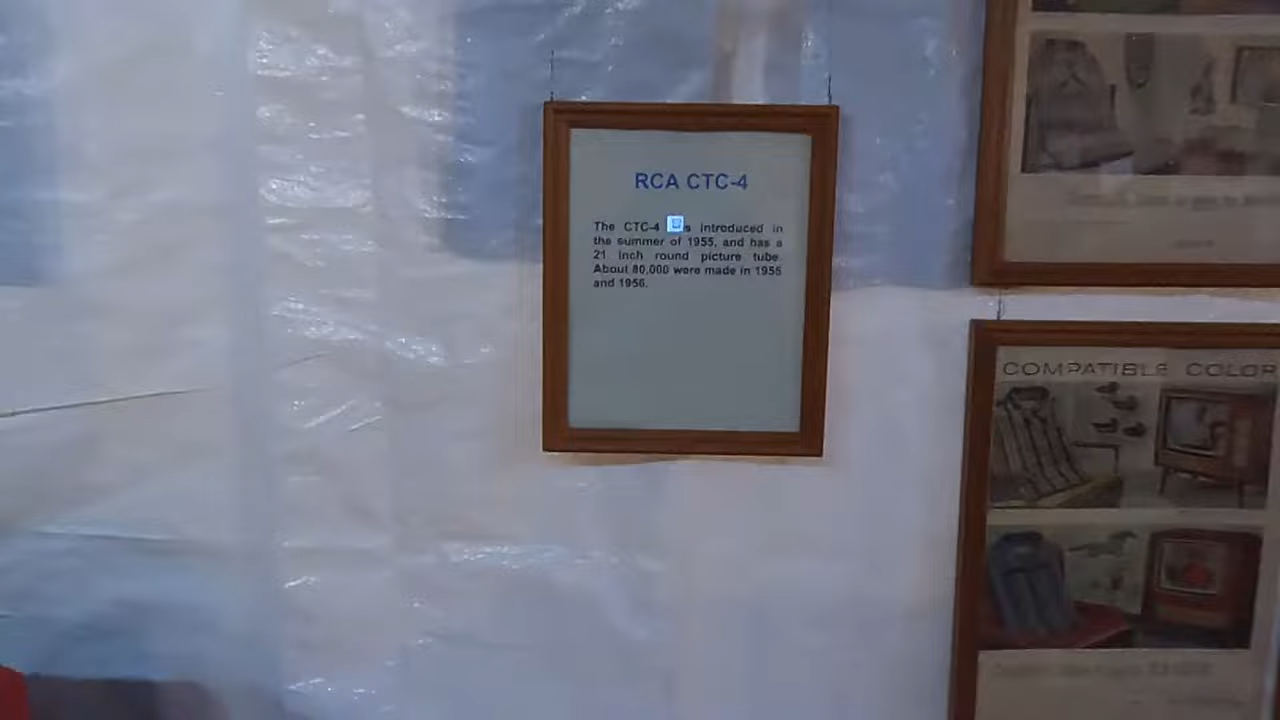 RCA CTC-4
The CTC-4 was introduced in
the summer of 1955, and has a
21 inch round picture tube.
About 80,000 were made in 1955
and 1956.
COMPATIBLE COLOR